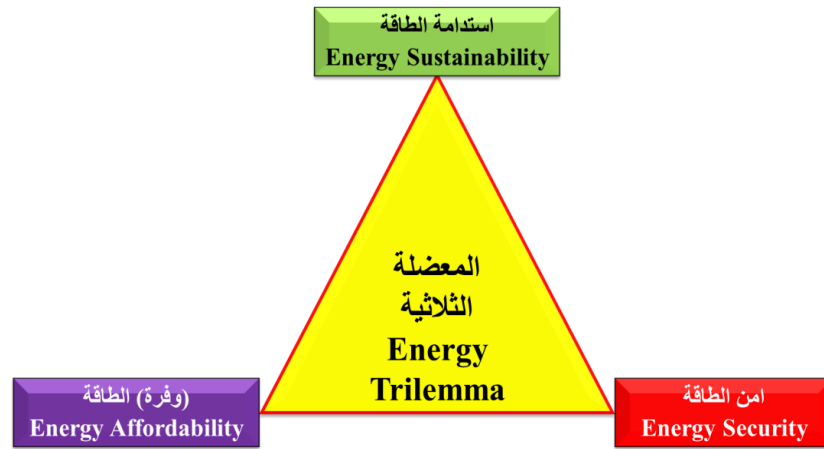 استدامة الطاقة
Energy Sustainability
المعضلة
الثلاثية
Energy
Trilemma
(وفرة) الطاقة
Energy Affordability
امن الطاقة
Energy Security